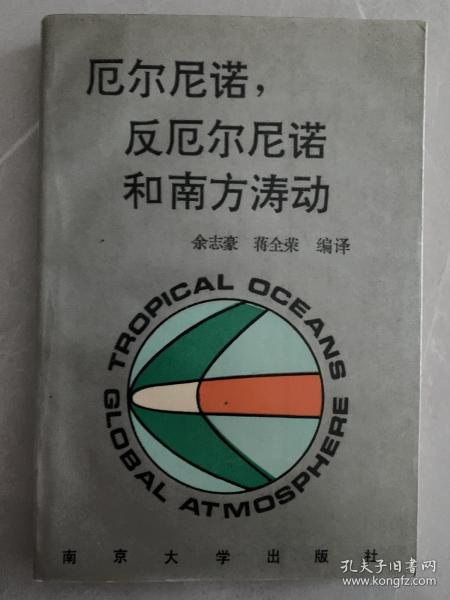 厄尔尼诺，
反厄尔尼诺
和南方涛动
余志豪 蒋全荣 编译
TROPICAL OCEANS
GLOBAL ATMOSPHERE
南京大学出版社
孔夫子旧书网
www.kongfz.com